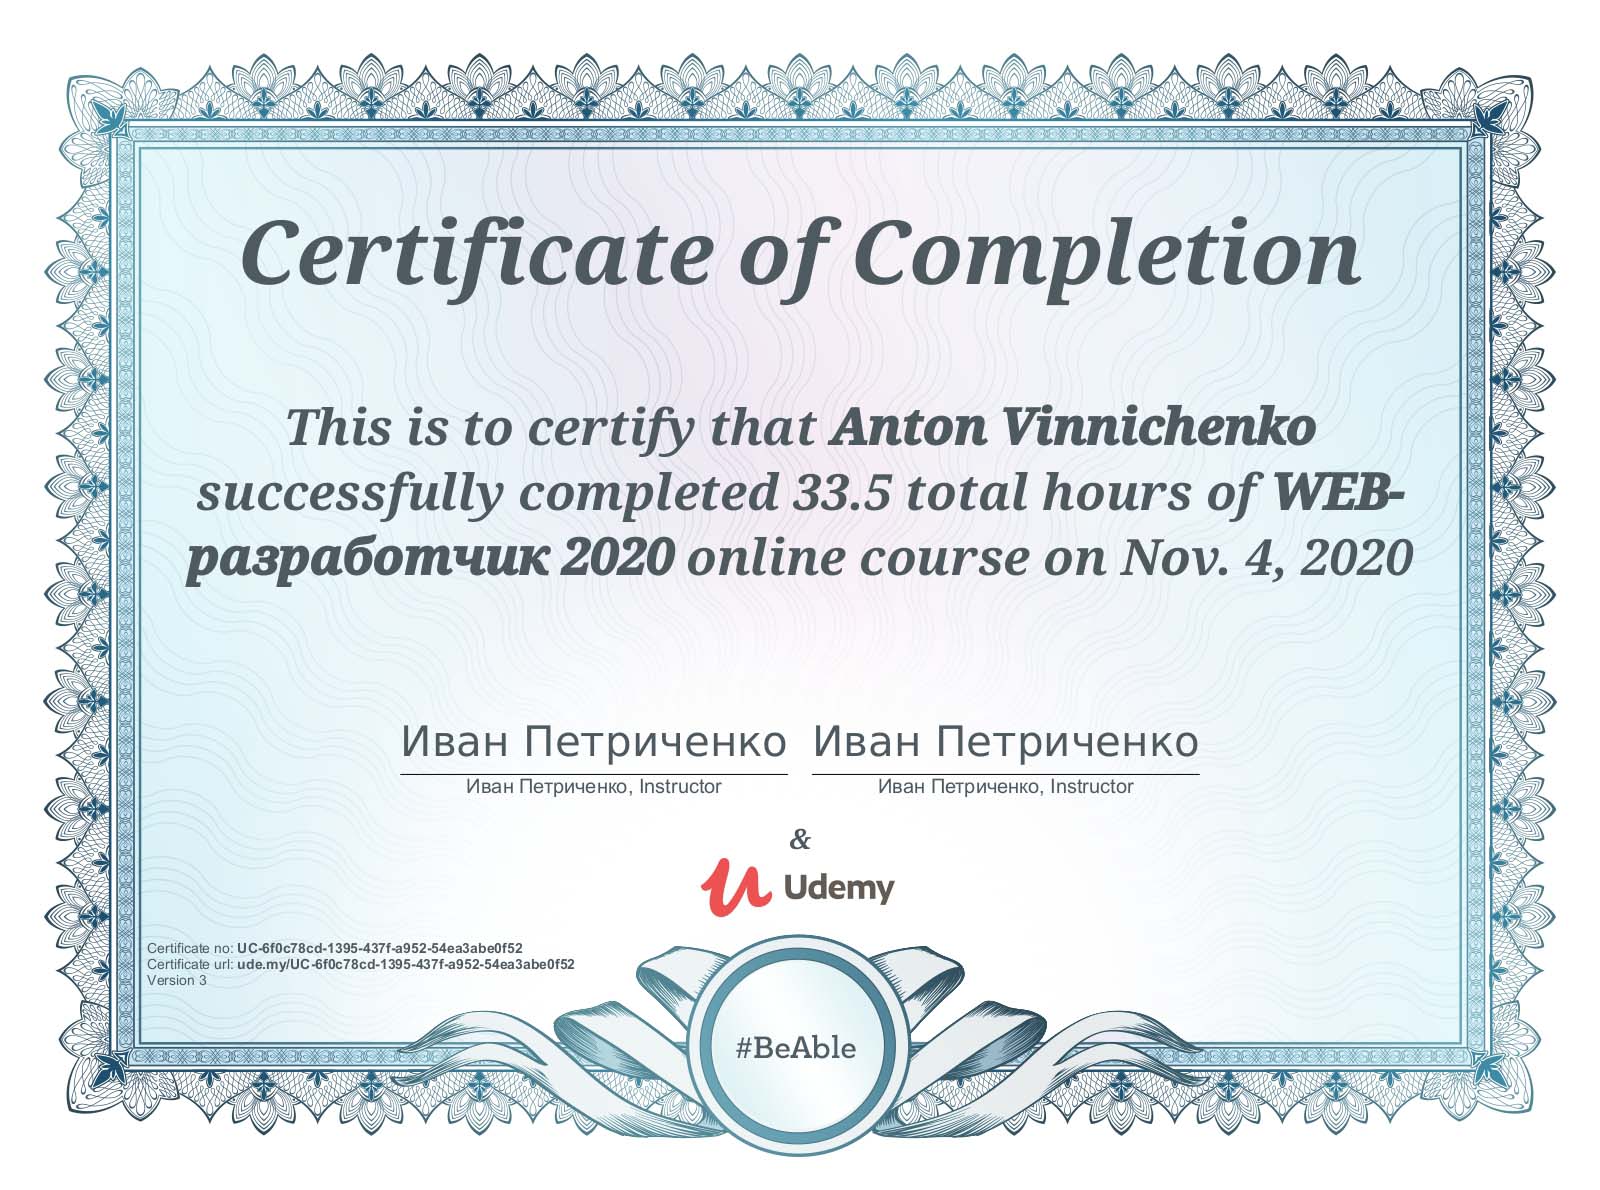 Certificate of Completion
This is to certify that Anton Vinnichenko
successfully completed 33.5 total hours of WEB-
разработчик 2020 online course on Nov. 4, 2020
Иван Петриченко Иван Петриченко
Иван Петриченко, Instructor Иван Петриченко, Instructor
&
Udemy
Certificate no: UC-6f0c78cd-1395-437f-a952-54ea3abe0f52
Certificate url: ude.my/UC-6f0c78cd-1395-437f-a952-54ea3abe0f52
Version 3
#BeAble